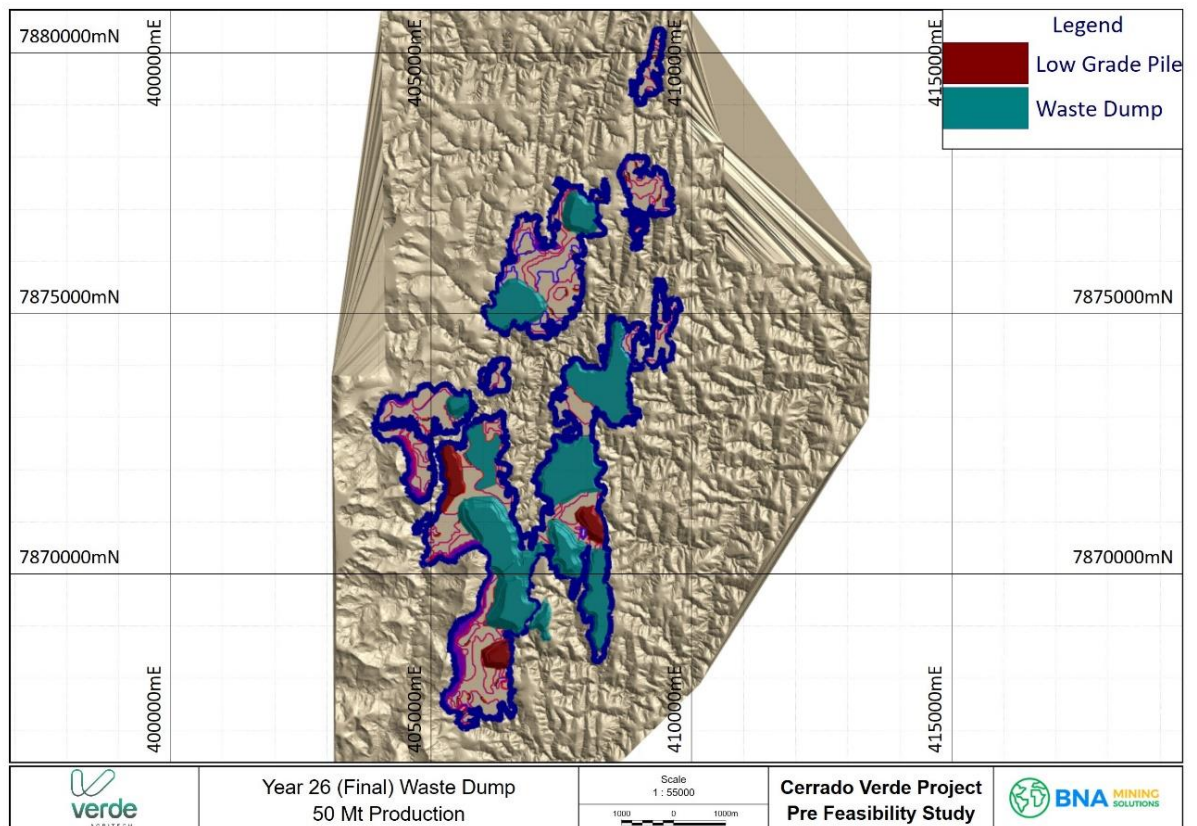 Legend
Low Grade Pile
Waste Dump
7880000mN
400000mE
405000mE
410000mE
415000mE
7875000mN
7875000mN
7870000mN
7870000mN
400000mE
405000mE
410000mE
415000mE
verde
AGRITECH
Year 26 (Final) Waste Dump
50 Mt Production
Scale
1 : 55000
1000 0 1000m
Cerrado Verde Project
Pre Feasibility Study
BNA MINING
SOLUTIONS